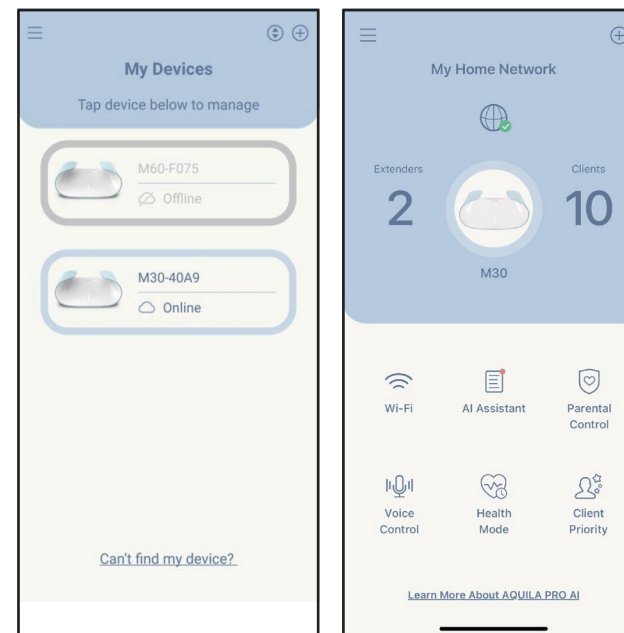 My Devices
Tap device below to manage
M60-F075
Offline
M30-40A9
Online
Can't find my device?
My Home Network
Extenders
2
Clients
10
M30
Wi-Fi
AI Assistant
Parental
Control
Voice
Control
Health
Mode
Client
Priority
Learn More About AQUILA PRO AI